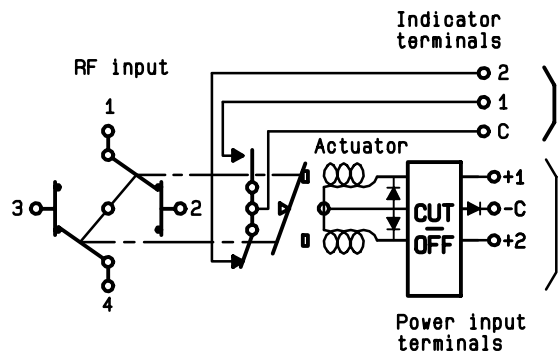 Indicator
terminals
RF input
2
1
1
C
Actuator
+1
3
2
CUT
-C
OFF
+2
4
Power input
terminals